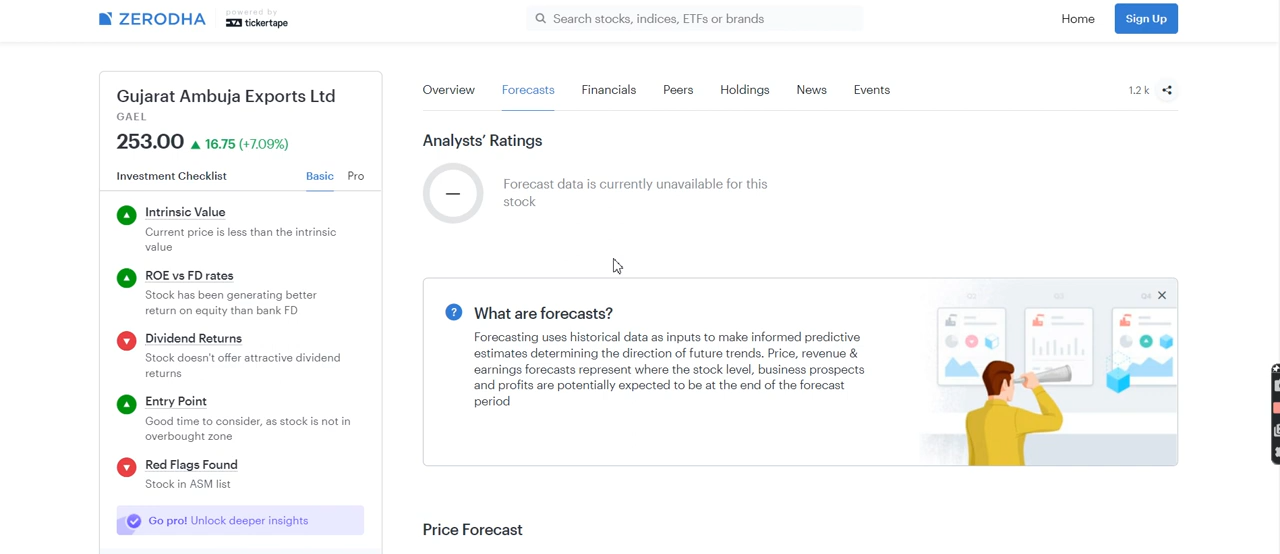 ZERODHA
powered by
tickertape
Search stocks, indices, ETFs or brands
Home
Sign Up
Gujarat Ambuja Exports Ltd
GAEL
253.00 ▲ 16.75 (+7.09%)
Investment Checklist Basic Pro
Intrinsic Value
Current price is less than the intrinsic
value
ROE vs FD rates
Stock has been generating better
return on equity than bank FD
Dividend Returns
Stock doesn't offer attractive dividend
returns
Entry Point
Good time to consider, as stock is not in
overbought zone
Red Flags Found
Stock in ASM list
Go pro! Unlock deeper insights
Overview Forecasts Financials Peers Holdings News Events
1.2 k
Analysts' Ratings
—
Forecast data is currently unavailable for this
stock
? What are forecasts?
Forecasting uses historical data as inputs to make informed predictive
estimates determining the direction of future trends. Price, revenue &
earnings forecasts represent where the stock level, business prospects
and profits are potentially expected to be at the end of the forecast
period
Price Forecast